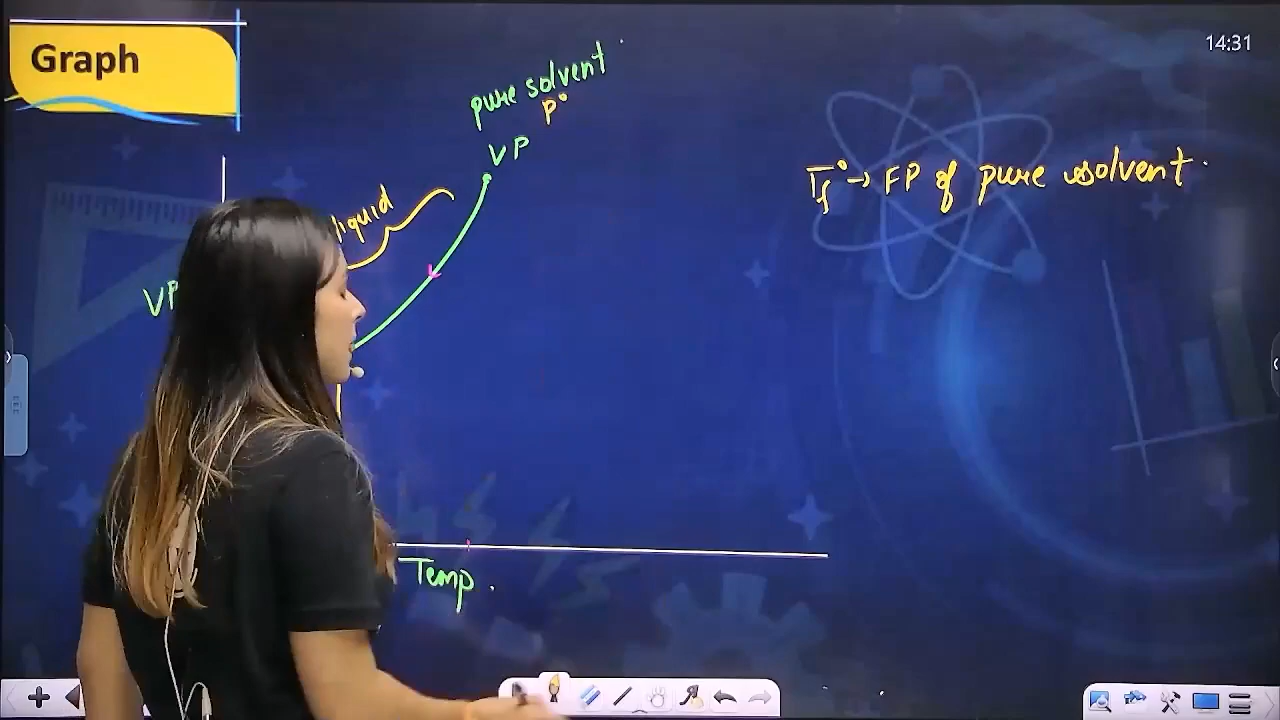 Graph
14:31
pure solvent
P°
VP
Tf° → FP of pure solvent.
liquid
VP
Temp.